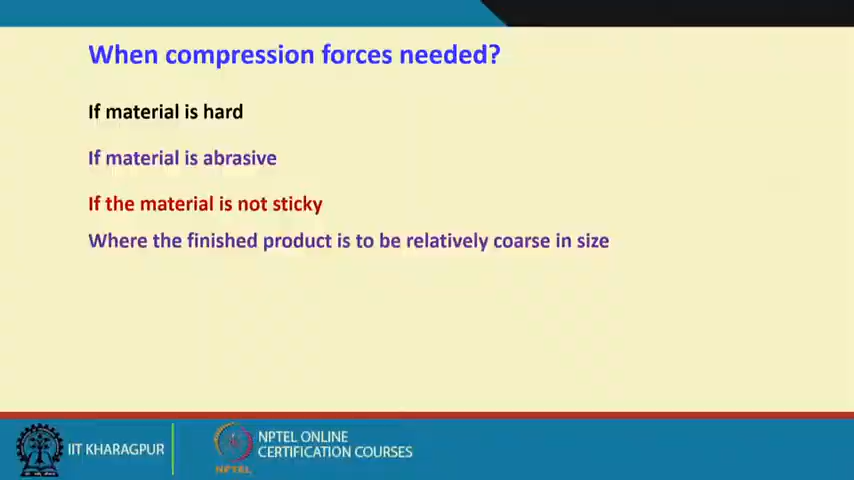 When compression forces needed?
If material is hard
If material is abrasive
If the material is not sticky
Where the finished product is to be relatively coarse in size
IIT KHARAGPUR
NPTEL ONLINE
CERTIFICATION COURSES
NPTEL